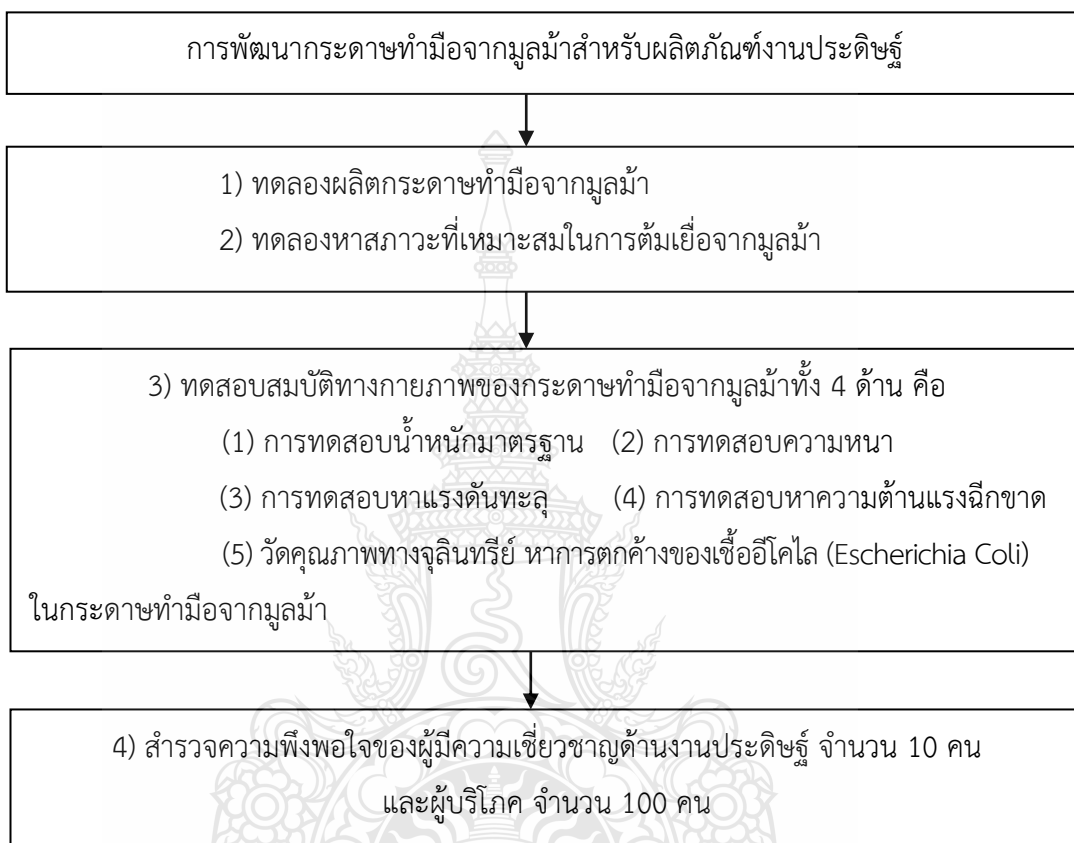 การพัฒนากระดาษทำมือจากมูลม้าสำหรับผลิตภัณฑ์งานประดิษฐ์
1) ทดลองผลิตกระดาษทำมือจากมูลม้า
2) ทดลองหาสภาวะที่เหมาะสมในการต้มเยื่อจากมูลม้า
3) ทดสอบสมบัติทางกายภาพของกระดาษทำมือจากมูลม้าทั้ง 4 ด้าน คือ
(1) การทดสอบน้ำหนักมาตรฐาน (2) การทดสอบความหนา
(3) การทดสอบหาแรงดันทะลุ (4) การทดสอบหาความต้านแรงฉีกขาด
(5) วัดคุณภาพทางจุลินทรีย์ หาการตกค้างของเชื้ออีโคไล (Escherichia Coli)
ในกระดาษทำมือจากมูลม้า
4) สำรวจความพึงพอใจของผู้มีความเชี่ยวชาญด้านงานประดิษฐ์ จำนวน 10 คน
และผู้บริโภค จำนวน 100 คน